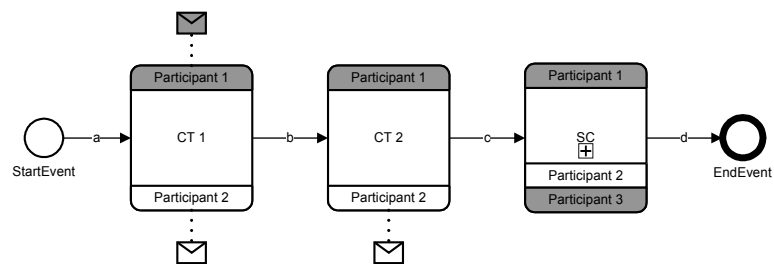 Participant 1
Participant 1
Participant 1
StartEvent
a
CT 1
b
CT 2
c
SC
d
EndEvent
Participant 2
Participant 2
Participant 2
Participant 3